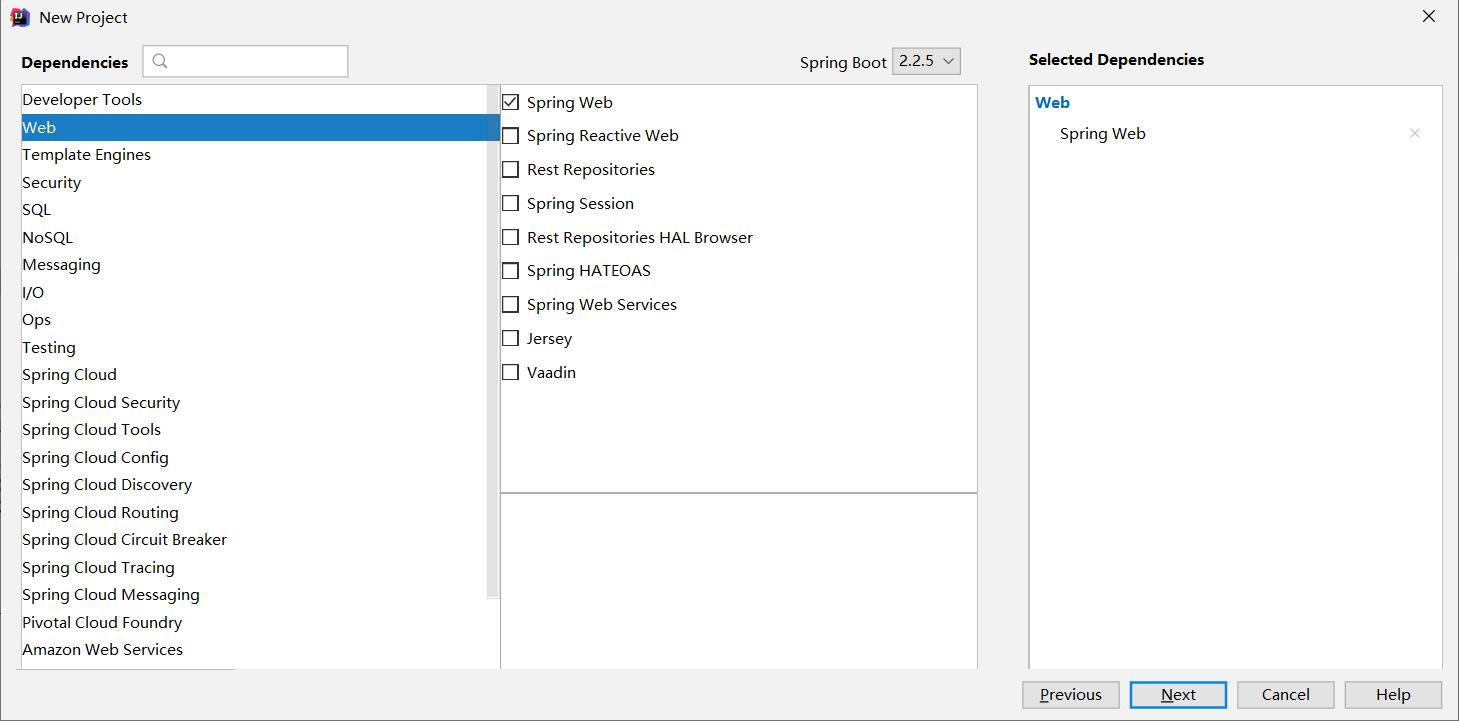 New Project
Dependencies
Spring Boot 2.2.5
Selected Dependencies
Developer Tools
Web
Template Engines
Security
SQL
NoSQL
Messaging
I/O
Ops
Testing
Spring Cloud
Spring Cloud Security
Spring Cloud Tools
Spring Cloud Config
Spring Cloud Discovery
Spring Cloud Routing
Spring Cloud Circuit Breaker
Spring Cloud Tracing
Spring Cloud Messaging
Pivotal Cloud Foundry
Amazon Web Services
Spring Web
Spring Reactive Web
Rest Repositories
Spring Session
Rest Repositories HAL Browser
Spring HATEOAS
Spring Web Services
Jersey
Vaadin
Web
Spring Web
Previous
Next
Cancel
Help